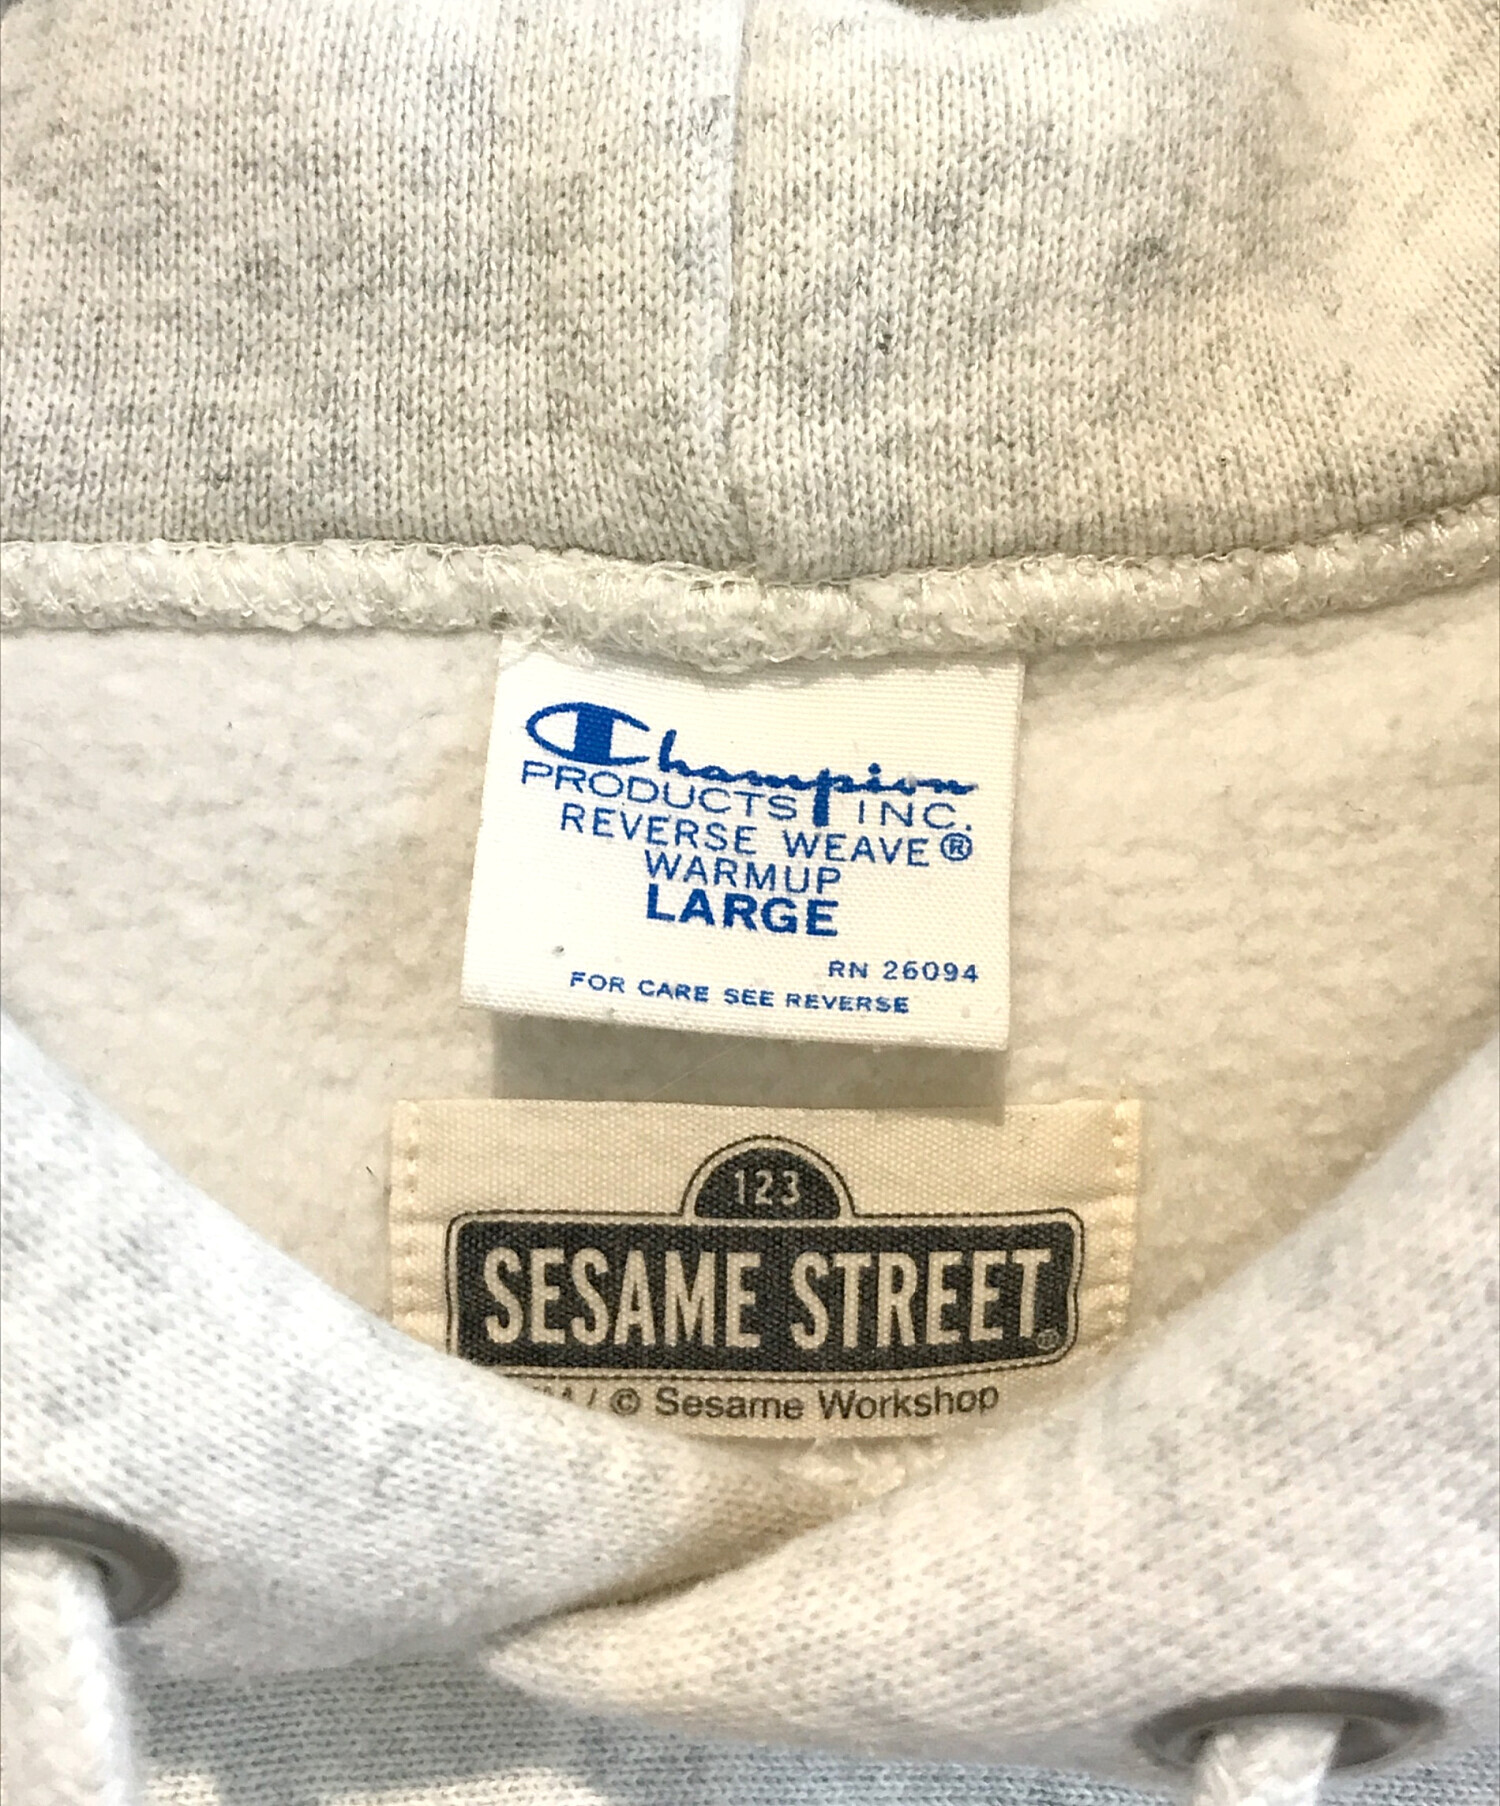 Champion
PRODUCTS INC.
REVERSE WEAVE®
WARMUP
LARGE
RN 26094
FOR CARE SEE REVERSE
123
SESAME STREET
/ © Sesame Workshop